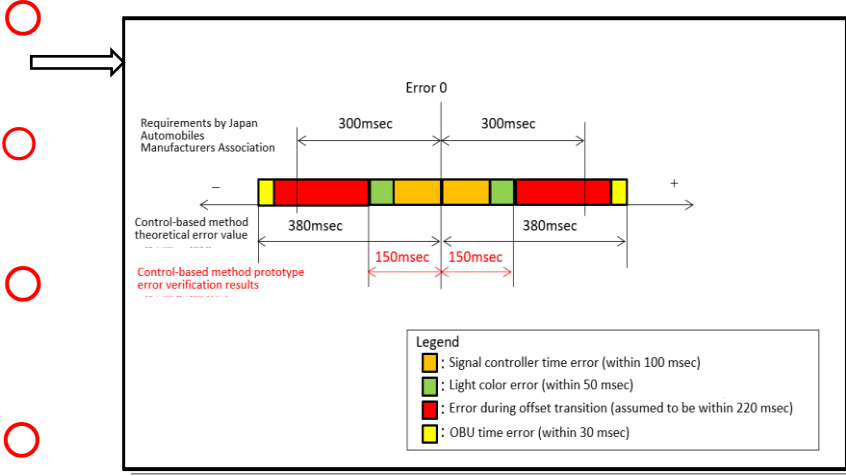 Error 0
Requirements by Japan
Automobiles
Manufacturers Association
300msec
300msec
−
+
Control-based method
theoretical error value
380msec
380msec
Control-based method prototype
error verification results
150msec
150msec
Legend
: Signal controller time error (within 100 msec)
: Light color error (within 50 msec)
: Error during offset transition (assumed to be within 220 msec)
: OBU time error (within 30 msec)